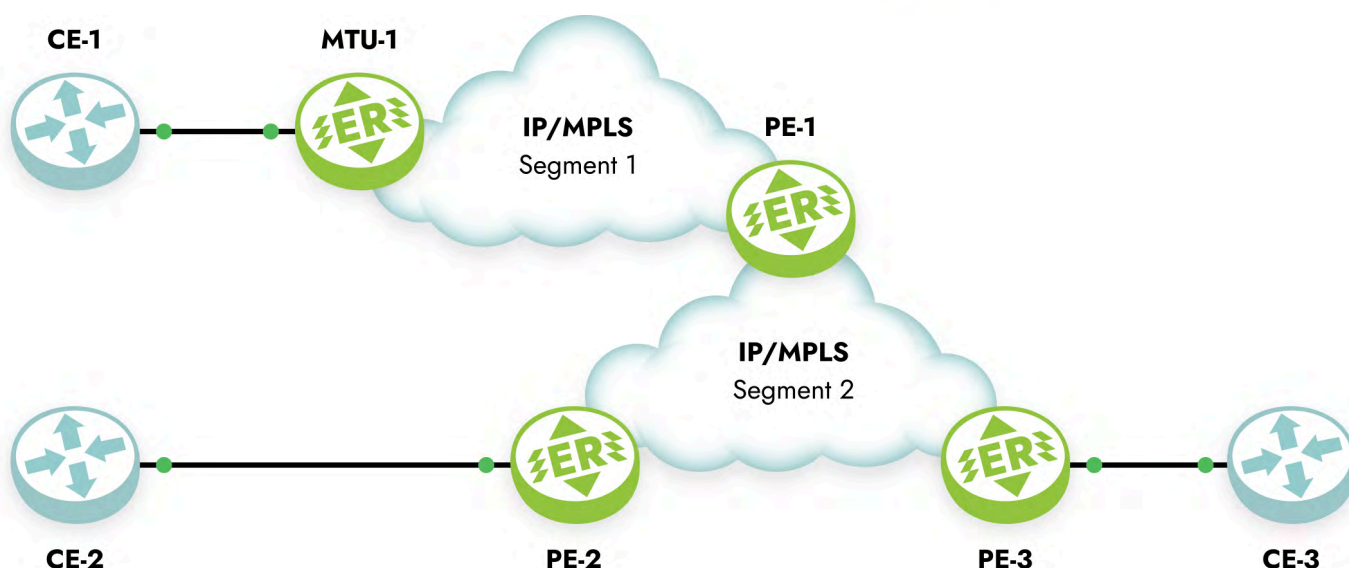 CE-1
MTU-1
ER
IP/MPLS
Segment 1
PE-1
ER
IP/MPLS
Segment 2
ER
ER
CE-2
PE-2
PE-3
CE-3